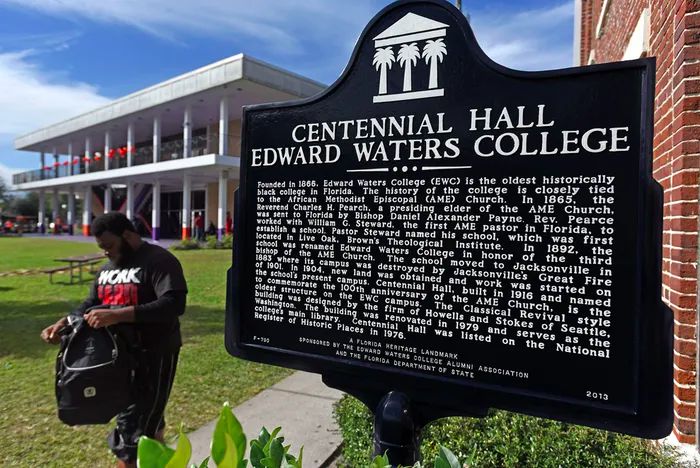 CENTENNIAL HALL
EDWARD WATERS COLLEGE
Founded in 1866, Edward Waters College (EWC) is the oldest historically
black college in Florida. The history of the college is closely tied
to the African Methodist Episcopal (AME) Church. In 1865, the
Reverend Charles H. Pearce, a presiding elder of the AME Church,
was sent to Florida by Bishop Daniel Alexander Payne. Rev. Pearce
worked with William G. Steward, the first AME pastor in Florida, to
establish a school. Pastor Steward named his school, which was first
located in Live Oak, Brown's Theological Institute. In 1892, the
school was renamed Edward Waters College in honor of the third
bishop of the AME Church. The school moved to Jacksonville in
1883 where its campus was destroyed by Jacksonville's Great Fire
of 1901. In 1904, new land was obtained and work was started on
the school's present campus. Centennial Hall, built in 1916 and named
to commemorate the 100th anniversary of the AME Church, is the
oldest structure on the EWC campus. The Classical Revival style
building was designed by the firm of Howells and Stokes of Seattle,
Washington. The building was renovated in 1979 and serves as the
college's main library. Centennial Hall was listed on the National
Register of Historic Places in 1976.
A FLORIDA HERITAGE LANDMARK
SPONSORED BY THE EDWARD WATERS COLLEGE ALUMNI ASSOCIATION
AND THE FLORIDA DEPARTMENT OF STATE
F-790
2013
WORK